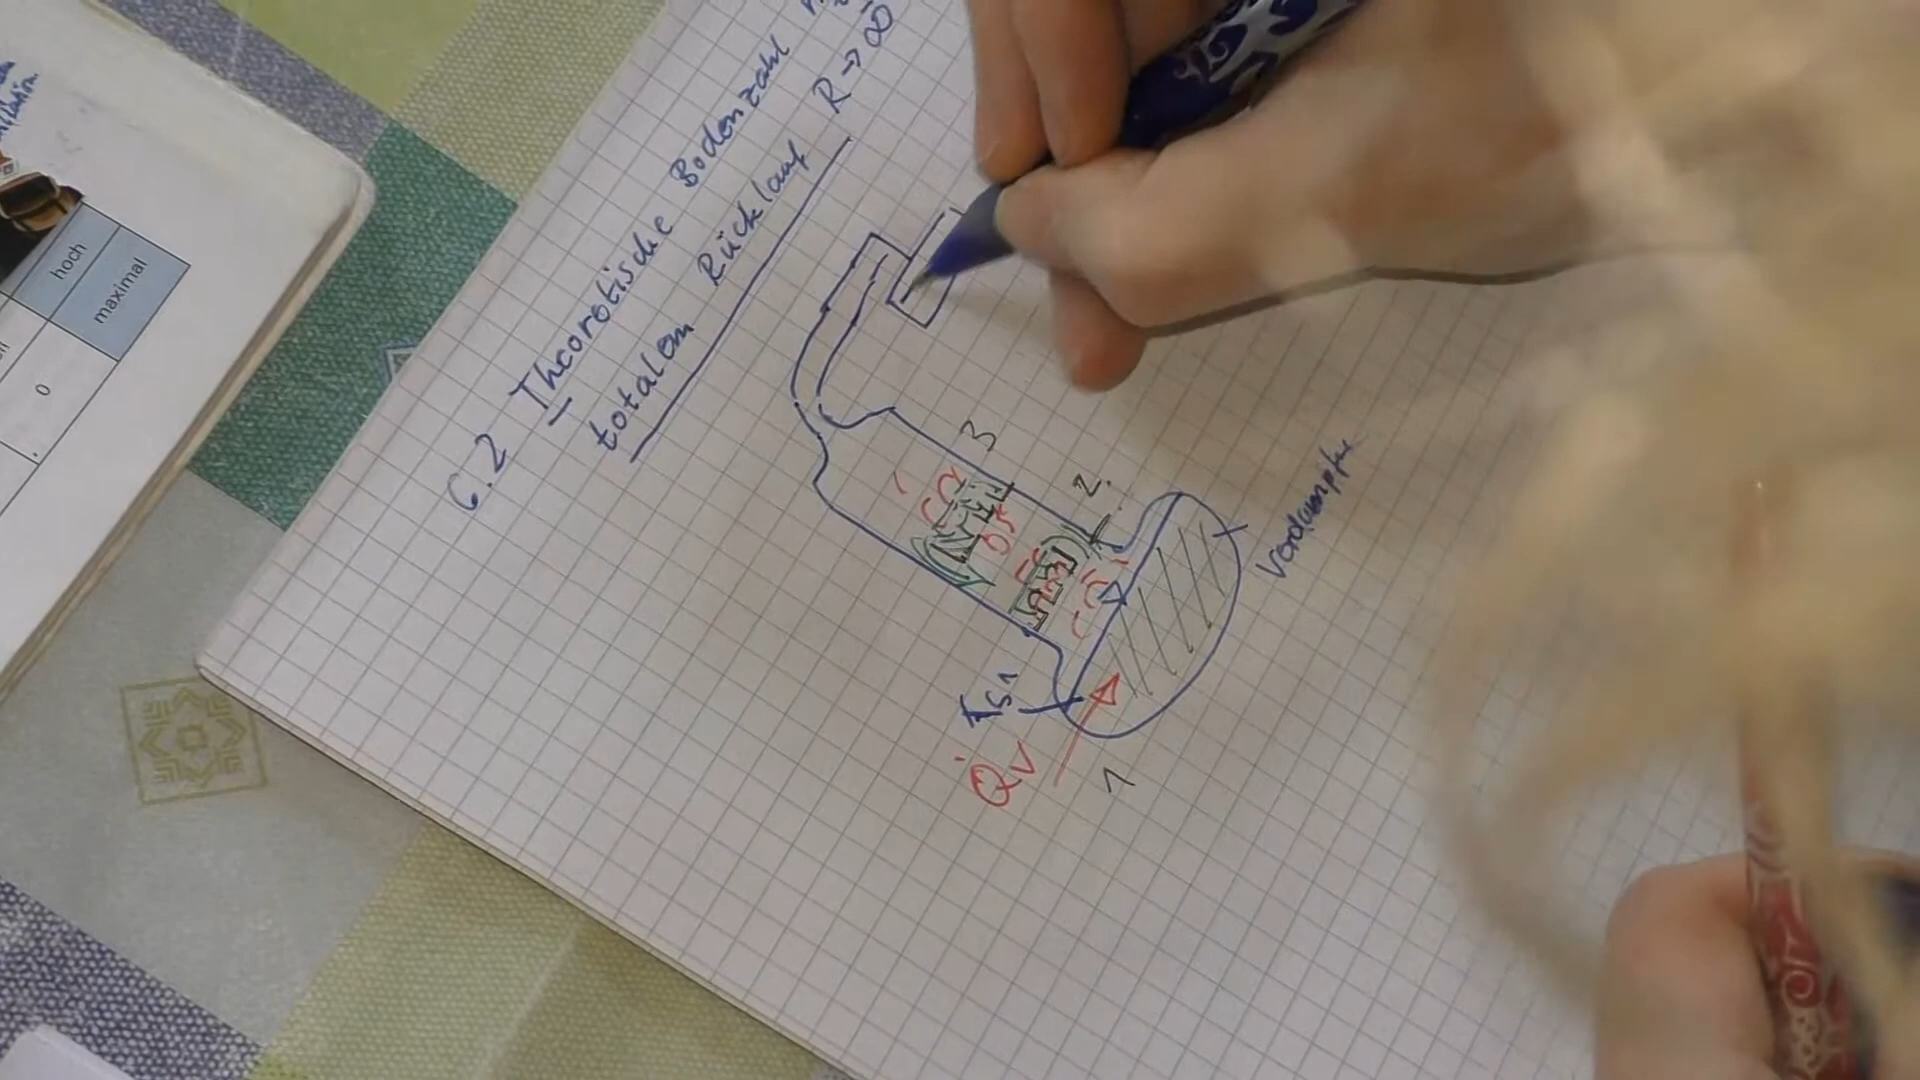 6.2 Theoretische Bodenzahl
totalem Rücklauf R → ∞
3
2.
Verdampfer
Q̇v
1
hoch
maximal
0